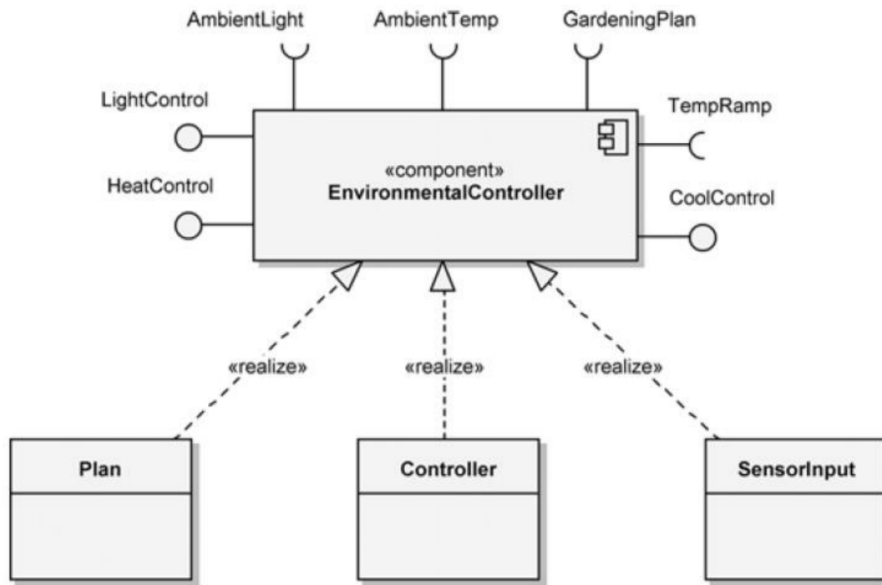 AmbientLight
AmbientTemp
GardeningPlan
LightControl
TempRamp
«component»
EnvironmentalController
HeatControl
CoolControl
«realize»
«realize»
«realize»
Plan
Controller
SensorInput